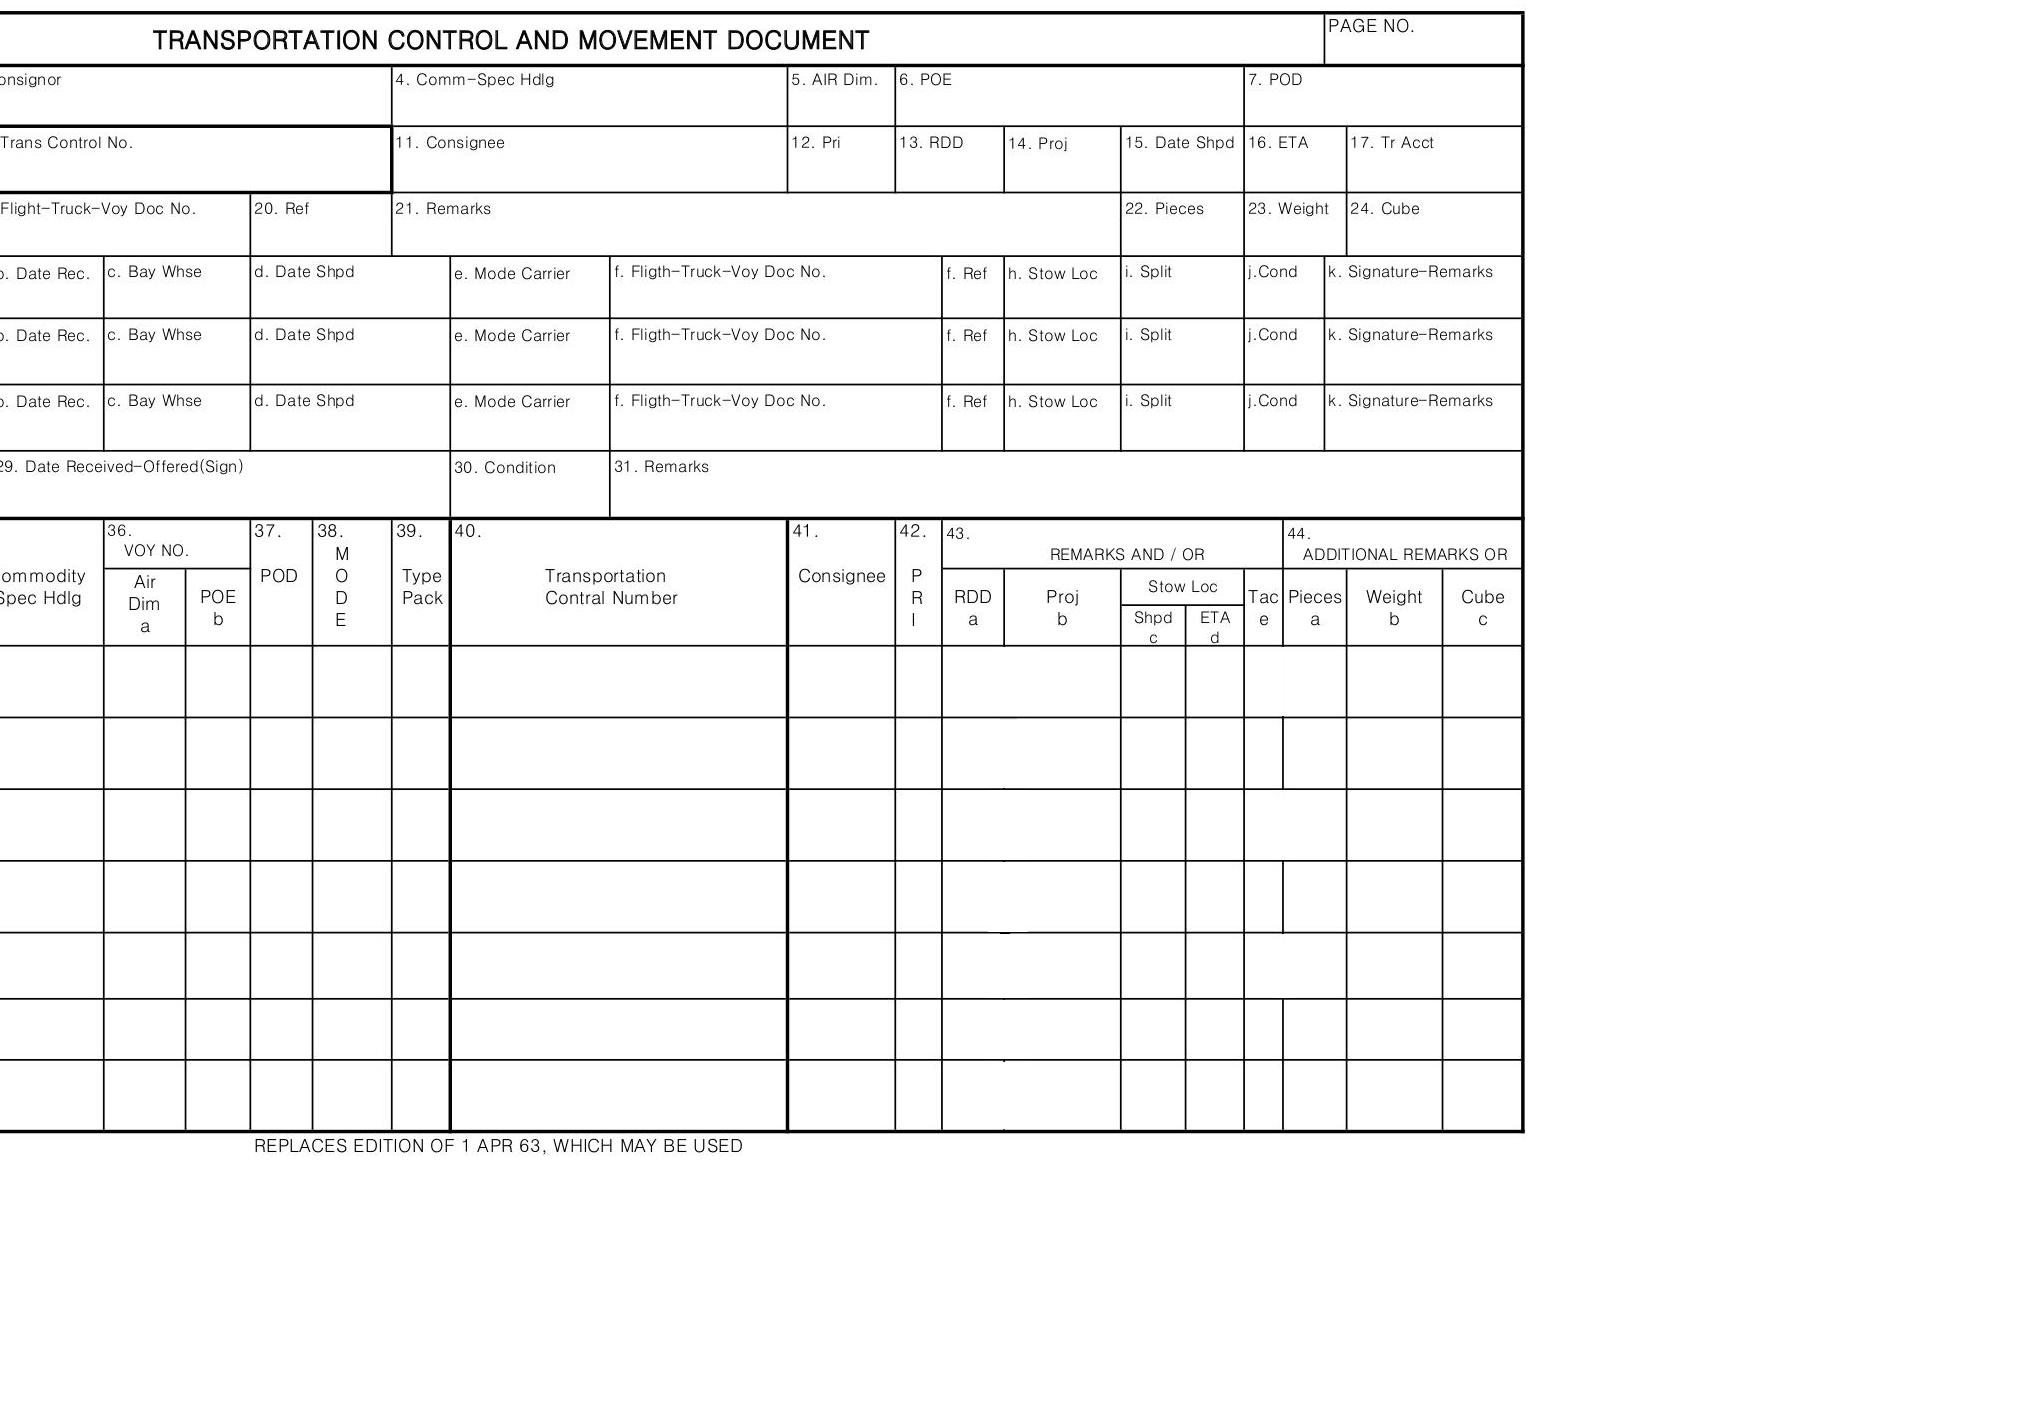 TRANSPORTATION CONTROL AND MOVEMENT DOCUMENT
PAGE NO.
onsignor
4. Comm-Spec Hdlg
5. AIR Dim.
6. POE
7. POD
Trans Control No.
11. Consignee
12. Pri
13. RDD
14. Proj
15. Date Shpd
16. ETA
17. Tr Acct
Flight-Truck-Voy Doc No.
20. Ref
21. Remarks
22. Pieces
23. Weight
24. Cube
b. Date Rec.
c. Bay Whse
d. Date Shpd
e. Mode Carrier
f. Fligth-Truck-Voy Doc No.
f. Ref
h. Stow Loc
i. Split
j.Cond
k. Signature-Remarks
b. Date Rec.
c. Bay Whse
d. Date Shpd
e. Mode Carrier
f. Fligth-Truck-Voy Doc No.
f. Ref
h. Stow Loc
i. Split
j.Cond
k. Signature-Remarks
b. Date Rec.
c. Bay Whse
d. Date Shpd
e. Mode Carrier
f. Fligth-Truck-Voy Doc No.
f. Ref
h. Stow Loc
i. Split
j.Cond
k. Signature-Remarks
29. Date Received-Offered(Sign)
30. Condition
31. Remarks
ommodity
Spec Hdlg
36.
VOY NO.
Air
Dim
a
POE
b
37.
POD
38.
M
O
D
E
39.
Type
Pack
40.
Transportation
Contral Number
41.
Consignee
42.
P
R
I
43.
REMARKS AND / OR
RDD
a
Proj
b
Stow Loc
Shpd
c
ETA
d
Tac
e
44.
ADDITIONAL REMARKS OR
Pieces
a
Weight
b
Cube
c
REPLACES EDITION OF 1 APR 63, WHICH MAY BE USED